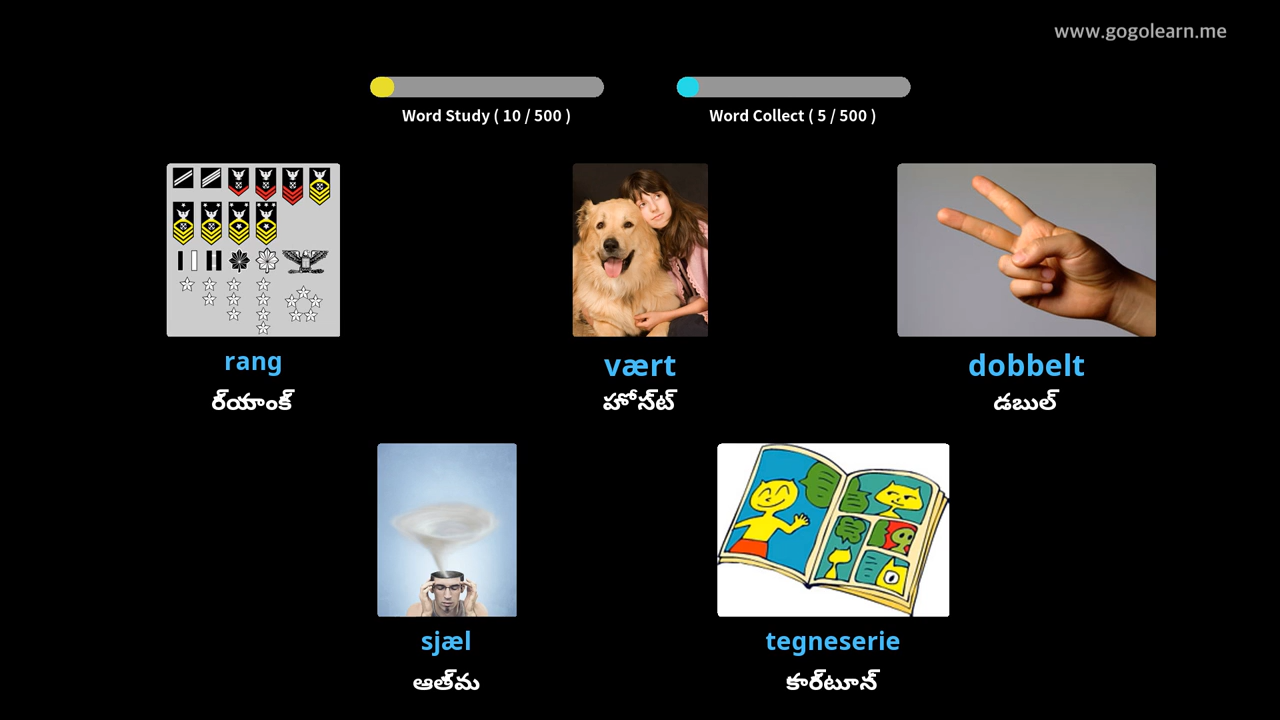 www.gogolearn.me
Word Study ( 10 / 500 )
Word Collect ( 5 / 500 )
rang
vært
dobbelt
ర్‌యాంక్
హోస్‌ట్
డబుల్
sjæl
tegneserie
ఆత్‌మ
కార్‌టూన్